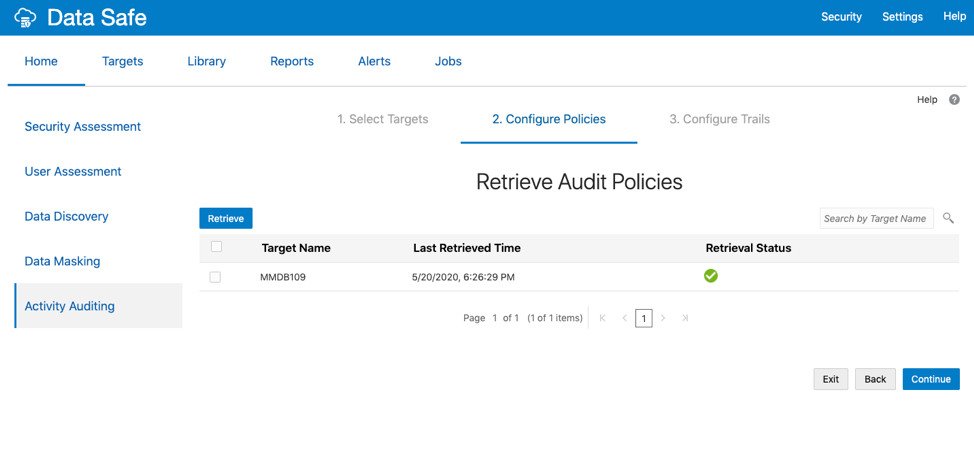 Data Safe
Security Settings Help
Home Targets Library Reports Alerts Jobs
Help ?
1. Select Targets 2. Configure Policies 3. Configure Trails
Security Assessment
User Assessment
Data Discovery
Data Masking
Activity Auditing
Retrieve Audit Policies
Retrieve Search by Target Name
Target Name Last Retrieved Time Retrieval Status
MMDB109 5/20/2020, 6:26:29 PM
Page 1 of 1 (1 of 1 items) 1
Exit Back Continue